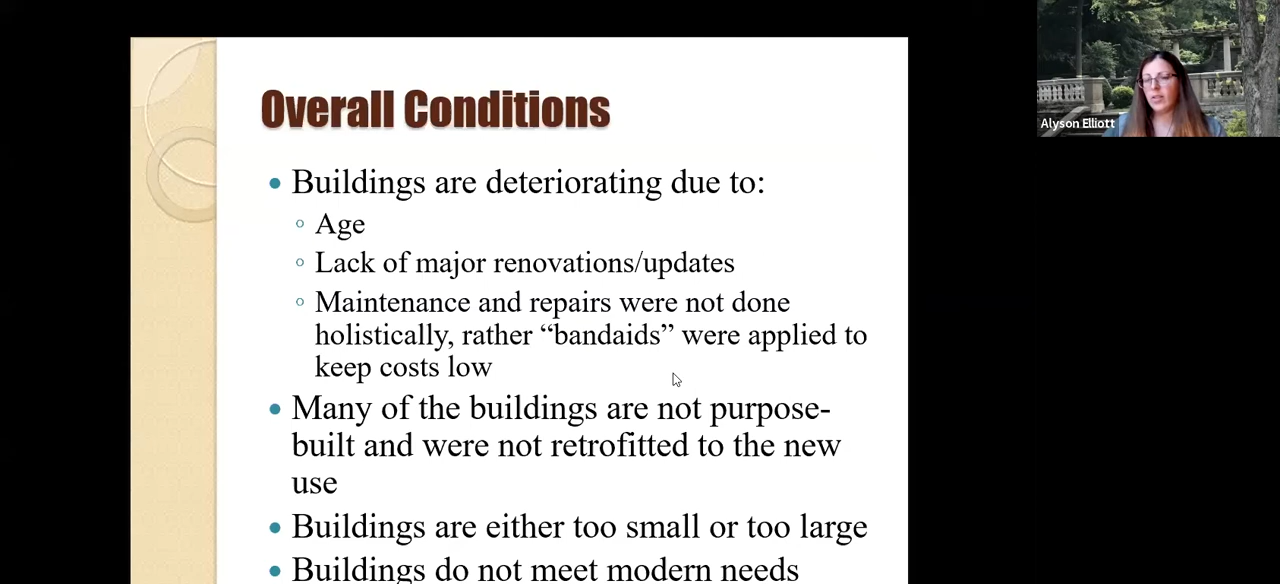 Overall Conditions
Alyson Elliott
• Buildings are deteriorating due to:
◦ Age
◦ Lack of major renovations/updates
◦ Maintenance and repairs were not done
holistically, rather “bandaids” were applied to
keep costs low
• Many of the buildings are not purpose-
built and were not retrofitted to the new
use
• Buildings are either too small or too large
• Buildings do not meet modern needs